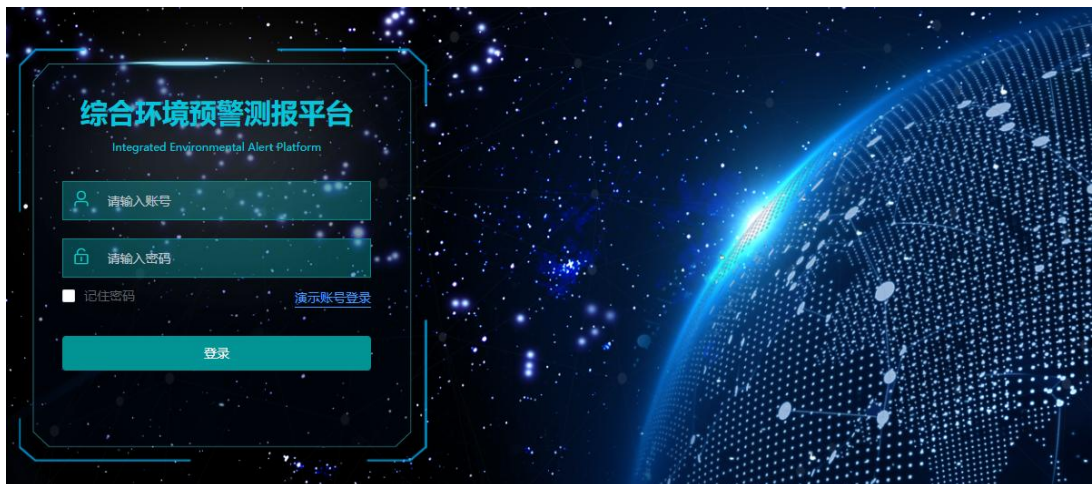 综合环境预警测报平台
Integrated Environmental Alert Platform
请输入账号
请输入密码
记住密码 演示账号登录
登录